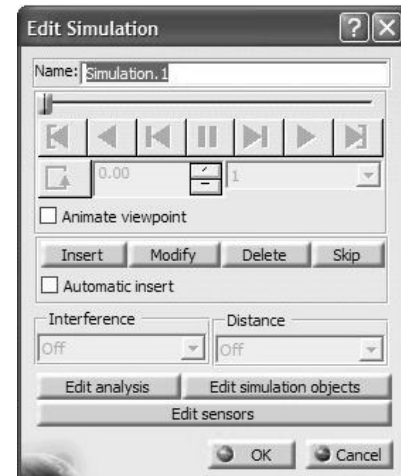 Edit Simulation
Name: Simulation.1
0.00 1
Animate viewpoint
Insert Modify Delete Skip
Automatic insert
Interference Distance
Off Off
Edit analysis Edit simulation objects
Edit sensors
OK Cancel